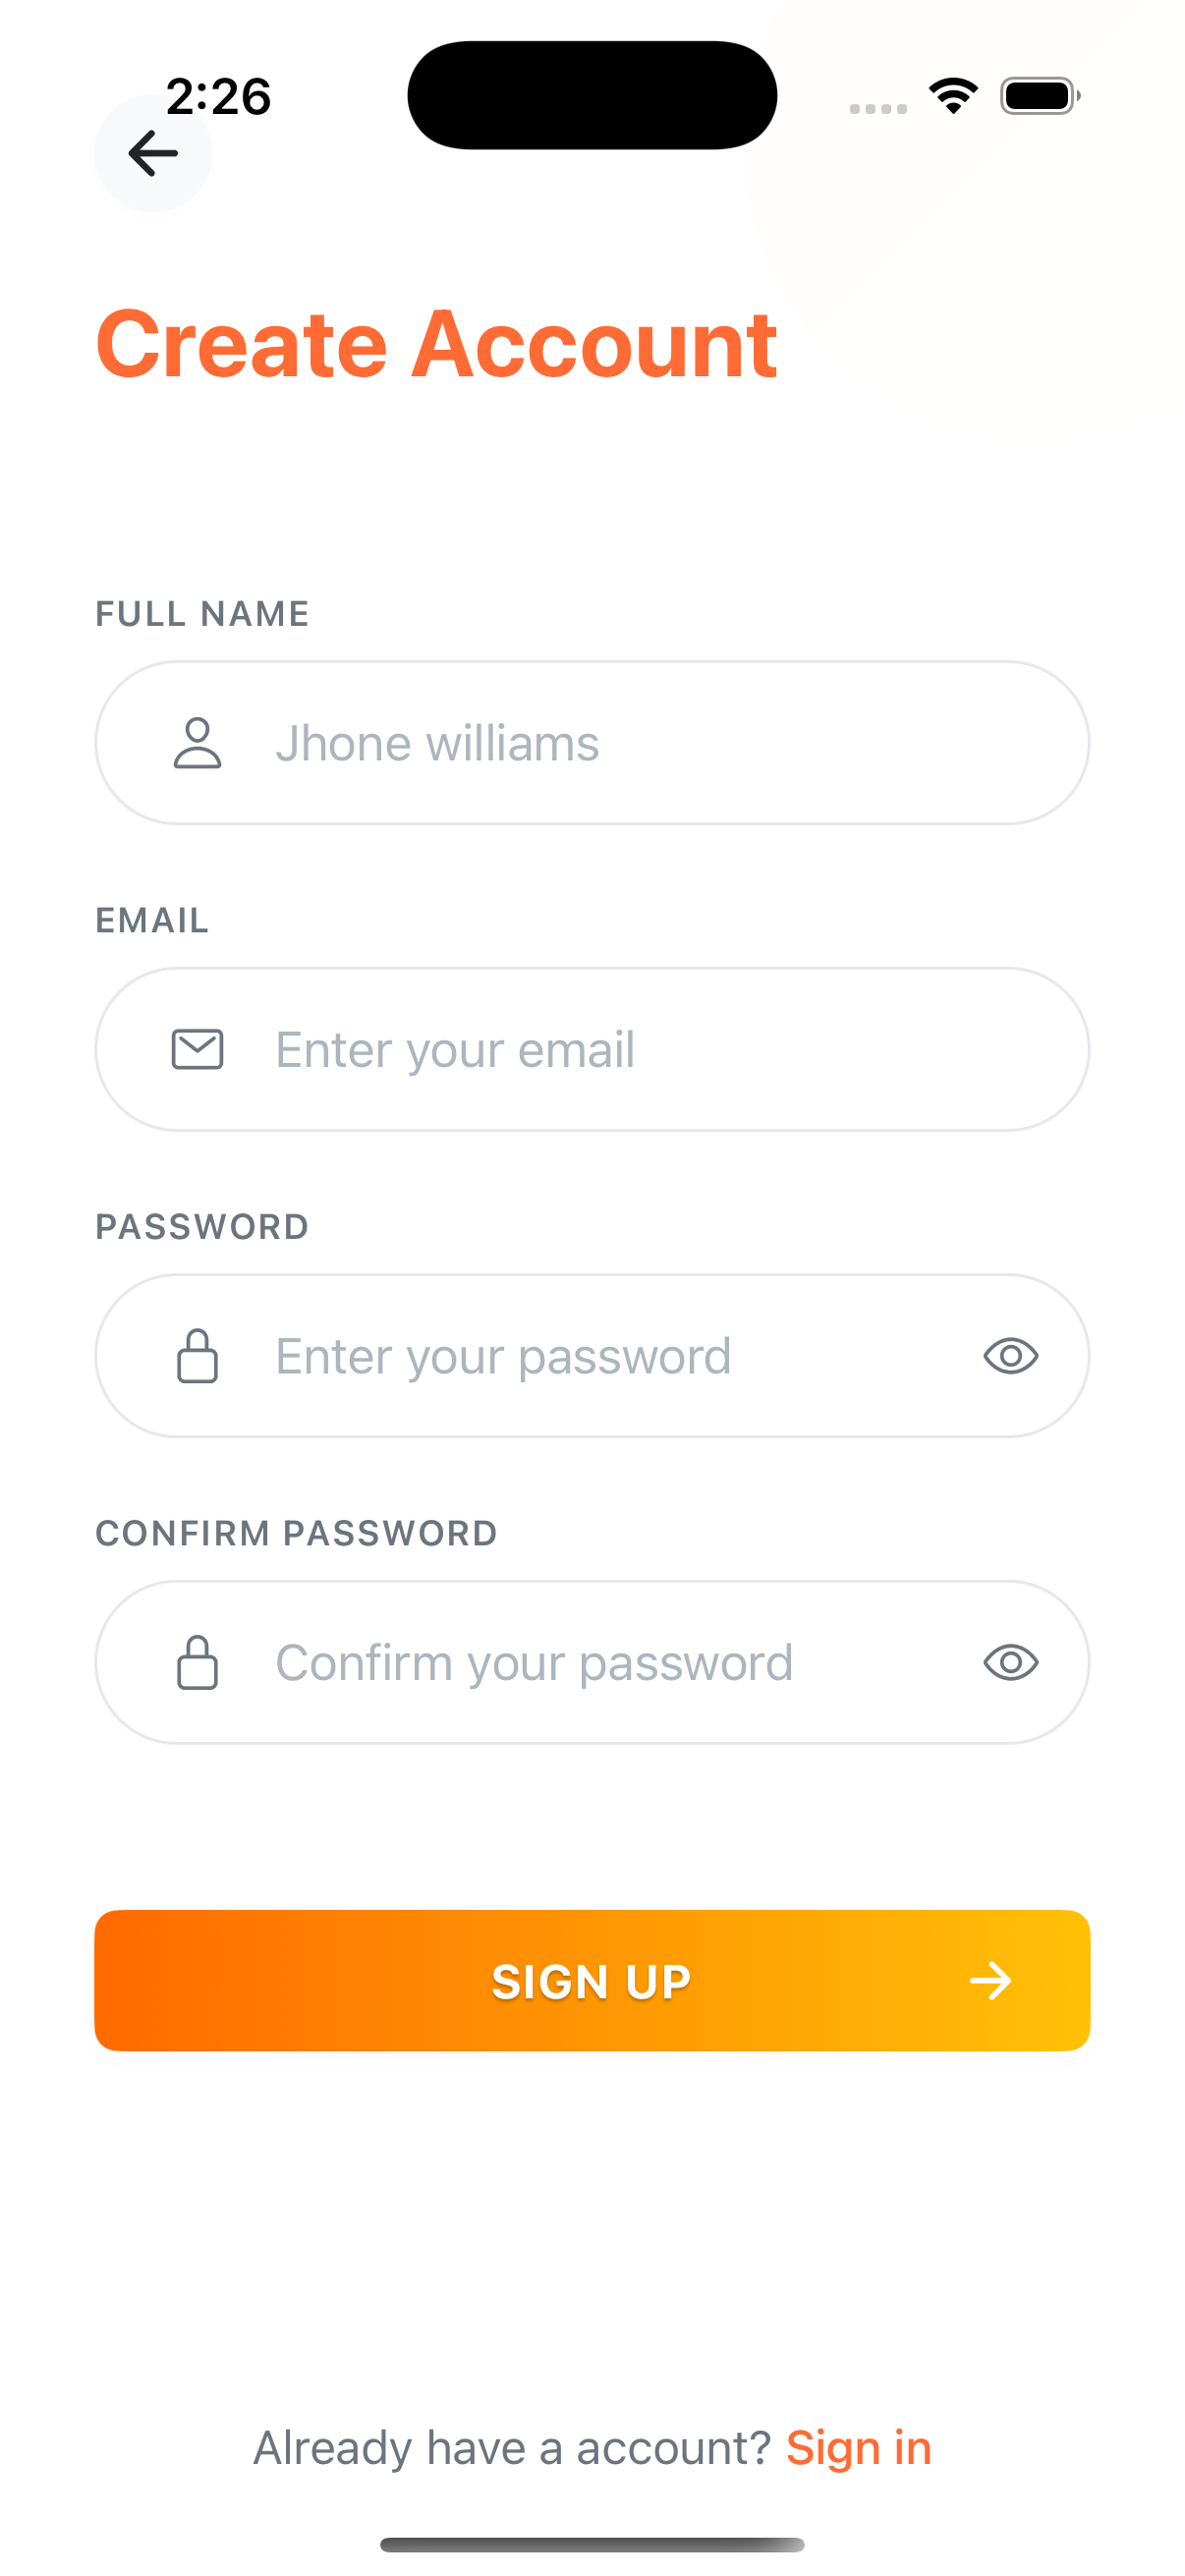 2:26
Create Account
FULL NAME
Jhone williams
EMAIL
Enter your email
PASSWORD
Enter your password
CONFIRM PASSWORD
Confirm your password
SIGN UP
Already have a account? Sign in